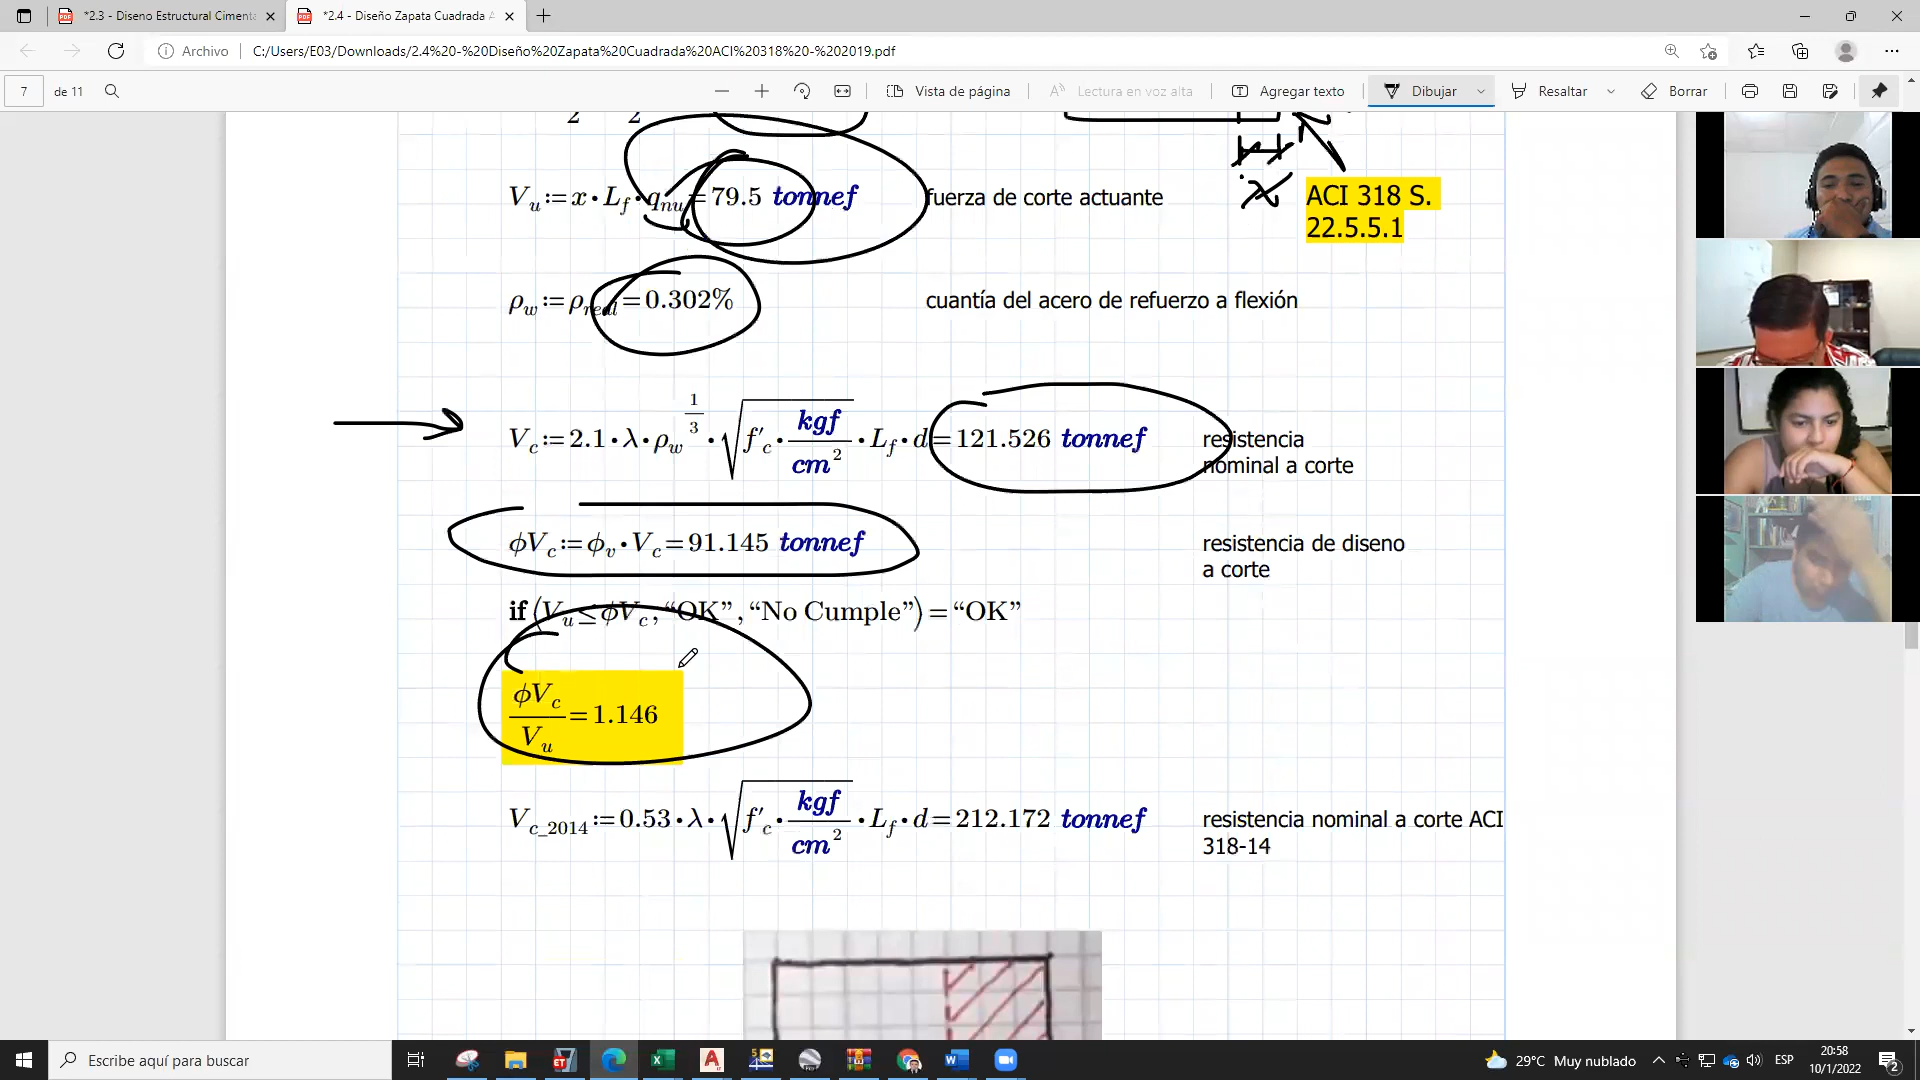 *2.3 - Diseno Estructural Ciment
*2.4 - Diseño Zapata Cuadrada A
Archivo
C:/Users/E03/Downloads/2.4%20-%20Diseño%20Zapata%20Cuadrada%20ACI%20318%20-%202019.pdf
7 de 11
Vista de página
Lectura en voz alta
Agregar texto
Dibujar
Resaltar
Borrar
2 2
V_u := x • L_f • q_nu = 79.5 tonnef fuerza de corte actuante
x
ACI 318 S.
22.5.5.1
ρ_w := ρ_real = 0.302% cuantía del acero de refuerzo a flexión
V_c := 2.1 • λ • ρ_w^(1/3) • √(f'_c • kgf/cm²) • L_f • d = 121.526 tonnef resistencia
nominal a corte
ϕV_c := ϕ_v • V_c = 91.145 tonnef resistencia de diseno
a corte
if (V_u ≤ ϕV_c, “OK”, “No Cumple”) = “OK”
ϕV_c/V_u = 1.146
V_c_2014 := 0.53 • λ • √(f'_c • kgf/cm²) • L_f • d = 212.172 tonnef resistencia nominal a corte ACI
318-14
Escribe aquí para buscar
29°C Muy nublado
ESP
20:58
10/1/2022
2